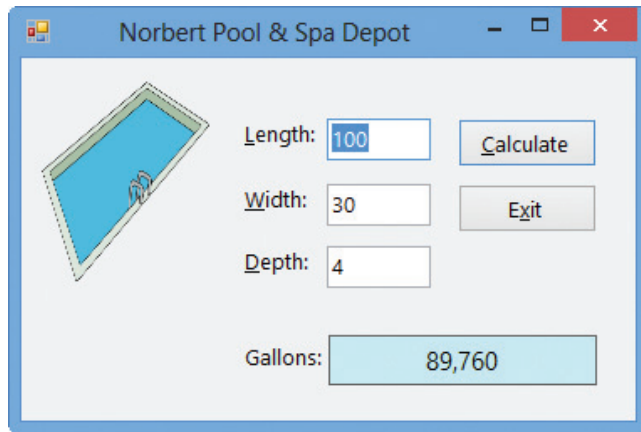 Norbert Pool & Spa Depot
Length: 100 Calculate
Width: 30 Exit
Depth: 4
Gallons: 89,760